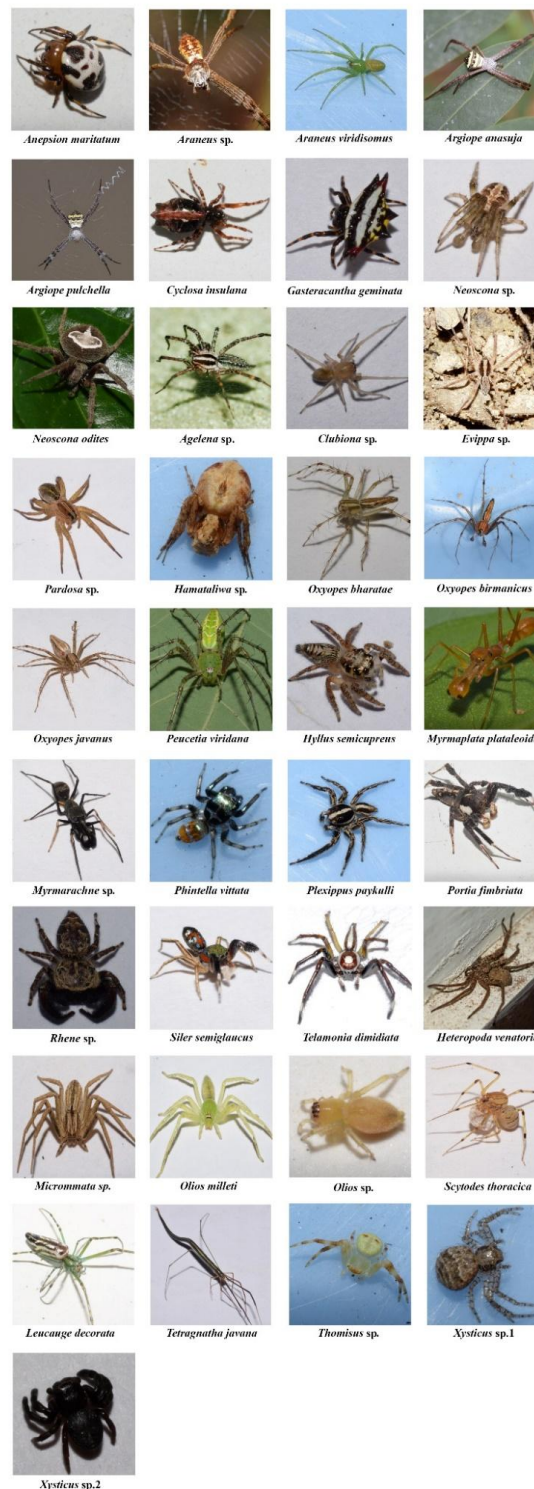 Anepsion maritatum
Araneus sp.
Araneus viridisomus
Argiope anasuja
Argiope pulchella
Cyclosa insulana
Gasteracantha geminata
Neoscona sp.
Neoscona odites
Agelena sp.
Clubiona sp.
Evippa sp.
Pardosa sp.
Hamataliwa sp.
Oxyopes bharatae
Oxyopes birmanicus
Oxyopes javanus
Peucetia viridana
Hyllus semicupreus
Myrmaplata plataleoid
Myrmarachne sp.
Phintella vittata
Plexippus paykulli
Portia fimbriata
Rhene sp.
Siler semiglaucus
Telamonia dimidiata
Heteropoda venatoria
Micrommata sp.
Olios milleti
Olios sp.
Scytodes thoracica
Leucauge decorata
Tetragnatha javana
Thomisus sp.
Xysticus sp.1
Xysticus sp.2